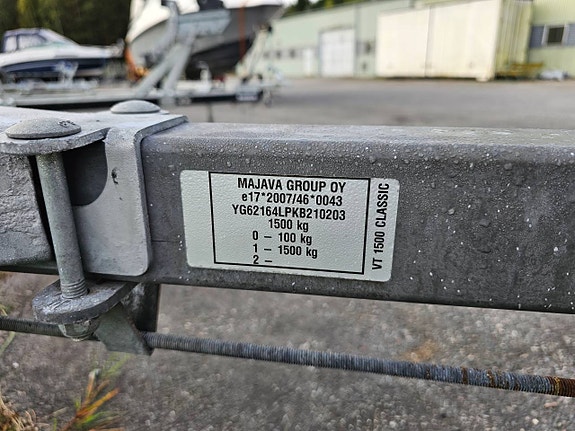 MAJAVA GROUP OY
e17*2007/46*0043
YG62164LPKB210203
1500 kg
0 – 100 kg
1 – 1500 kg
2 –
VT 1500 CLASSIC